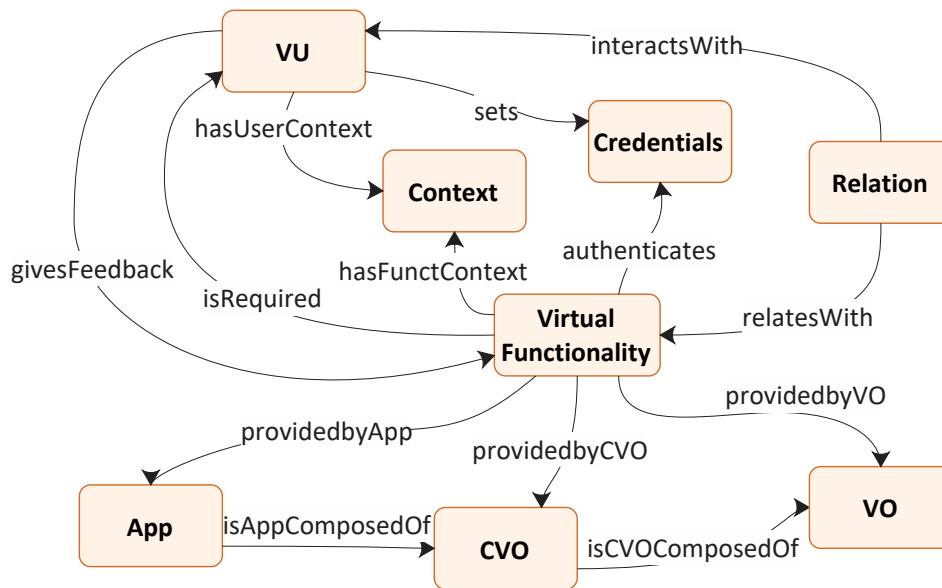 interactsWith
VU
sets
hasUserContext
Credentials
Context
Relation
authenticates
givesFeedback
hasFunctContext
isRequired
Virtual
Functionality
relatesWith
providedbyVO
providedbyApp
providedbyCVO
App
isAppComposedOf
CVO
isCVOComposedOf
VO